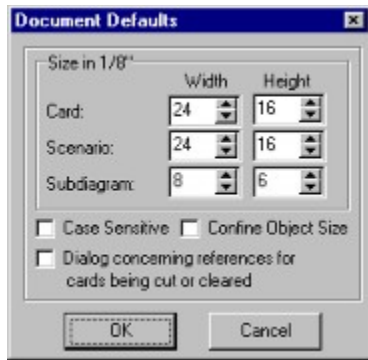 Document Defaults
Size in 1/8"
Width Height
Card: 24 16
Scenario: 24 16
Subdiagram: 8 6
Case Sensitive Confine Object Size
Dialog concerning references for
cards being cut or cleared
OK Cancel